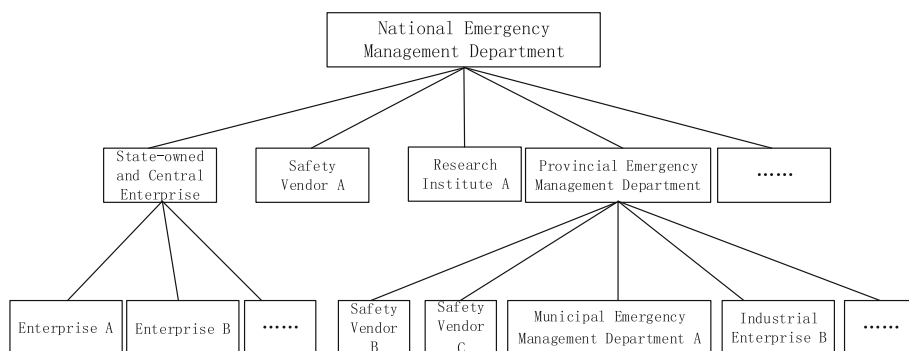 National Emergency
Management Department
State-owned
and Central
Enterprise
Safety
Vendor A
Research
Institute A
Provincial Emergency
Management Department
······
Enterprise A
Enterprise B
······
Safety
Vendor
B
Safety
Vendor
C
Municipal Emergency
Management Department A
Industrial
Enterprise B
······